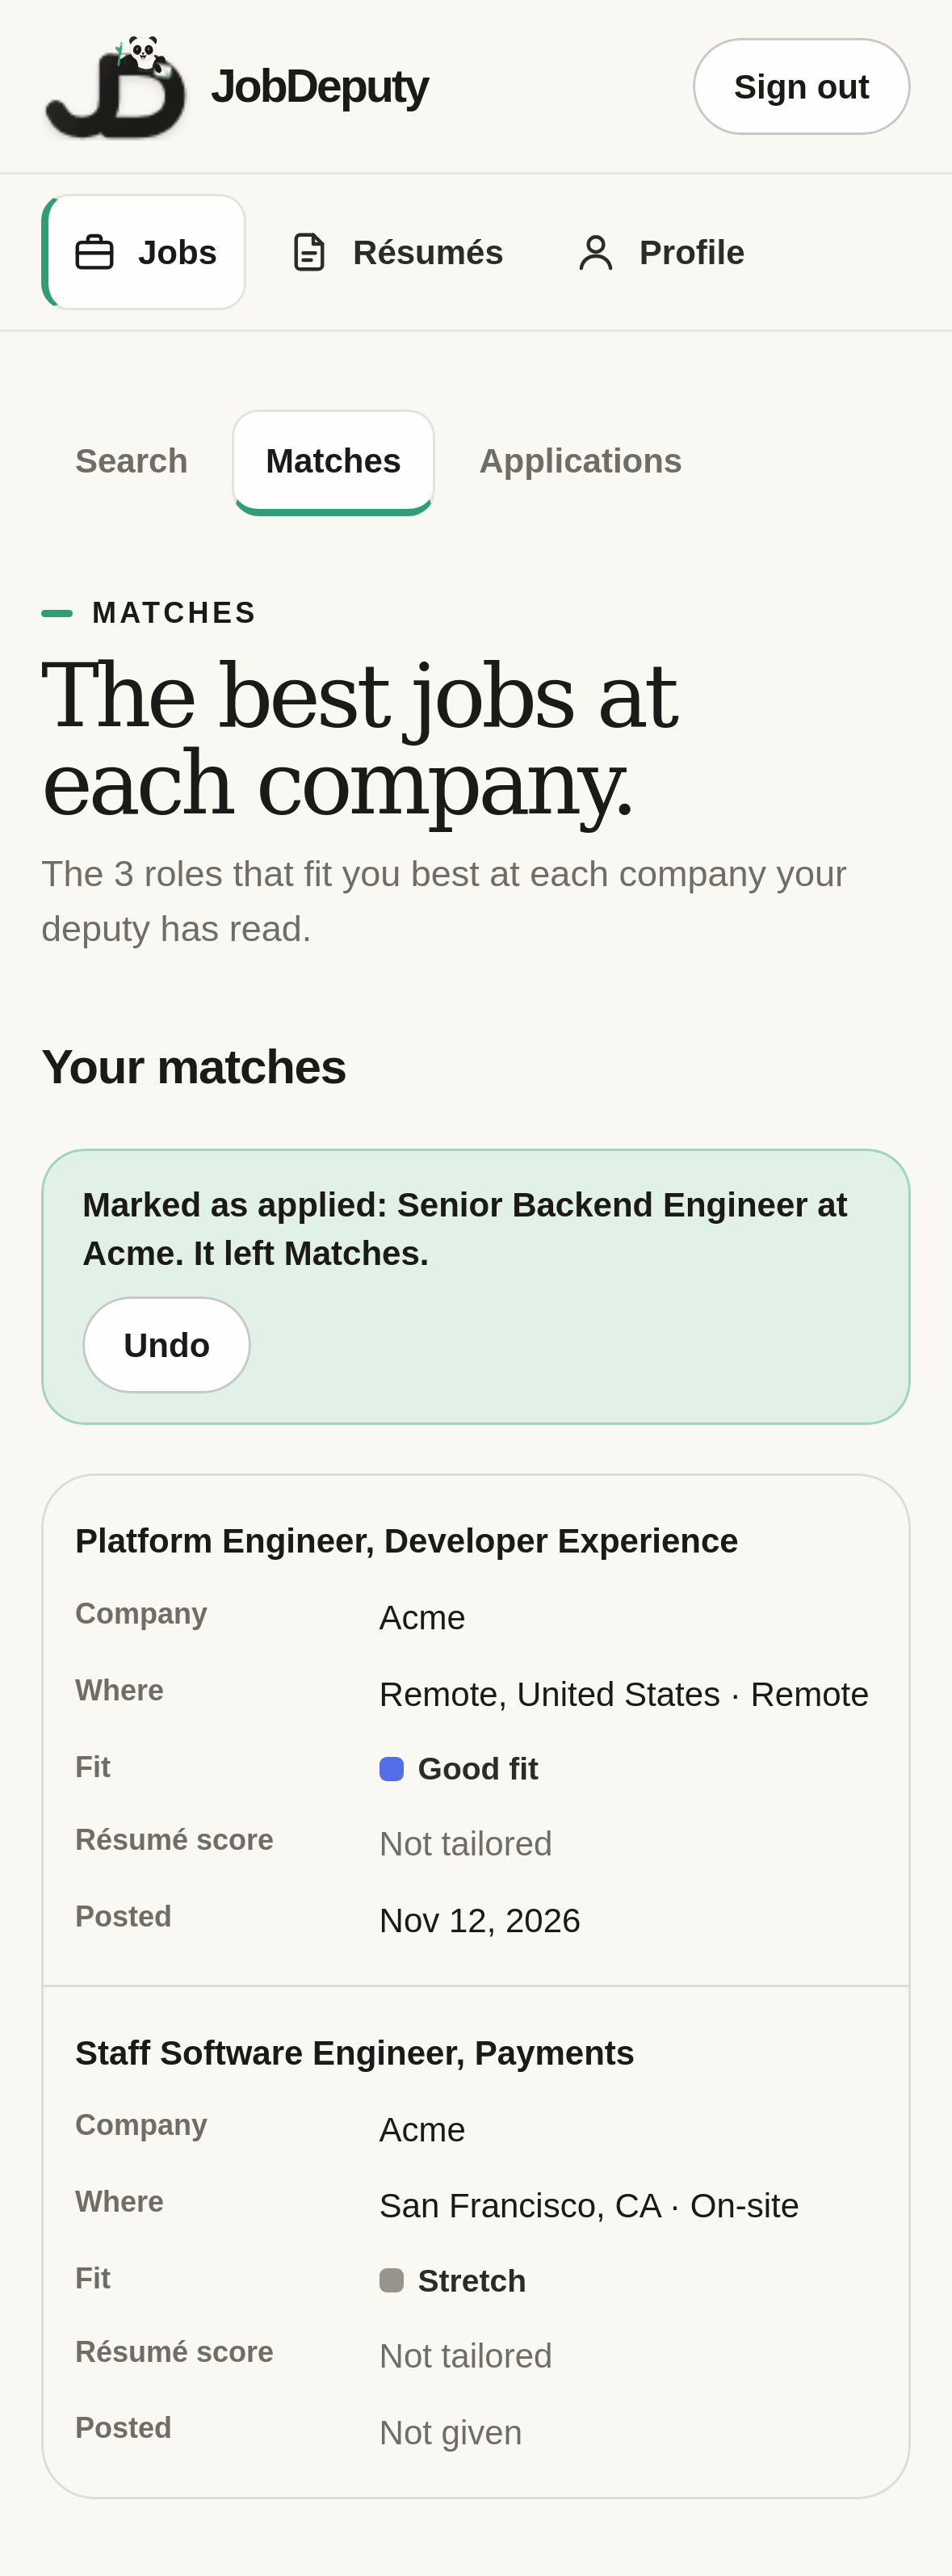 JD
JobDeputy
Sign out
Jobs
Résumés
Profile
Search
Matches
Applications
MATCHES
The best jobs at
each company.
The 3 roles that fit you best at each company your
deputy has read.
Your matches
Marked as applied: Senior Backend Engineer at
Acme. It left Matches.
Undo
Platform Engineer, Developer Experience
Company Acme
Where Remote, United States · Remote
Fit Good fit
Résumé score Not tailored
Posted Nov 12, 2026
Staff Software Engineer, Payments
Company Acme
Where San Francisco, CA · On-site
Fit Stretch
Résumé score Not tailored
Posted Not given